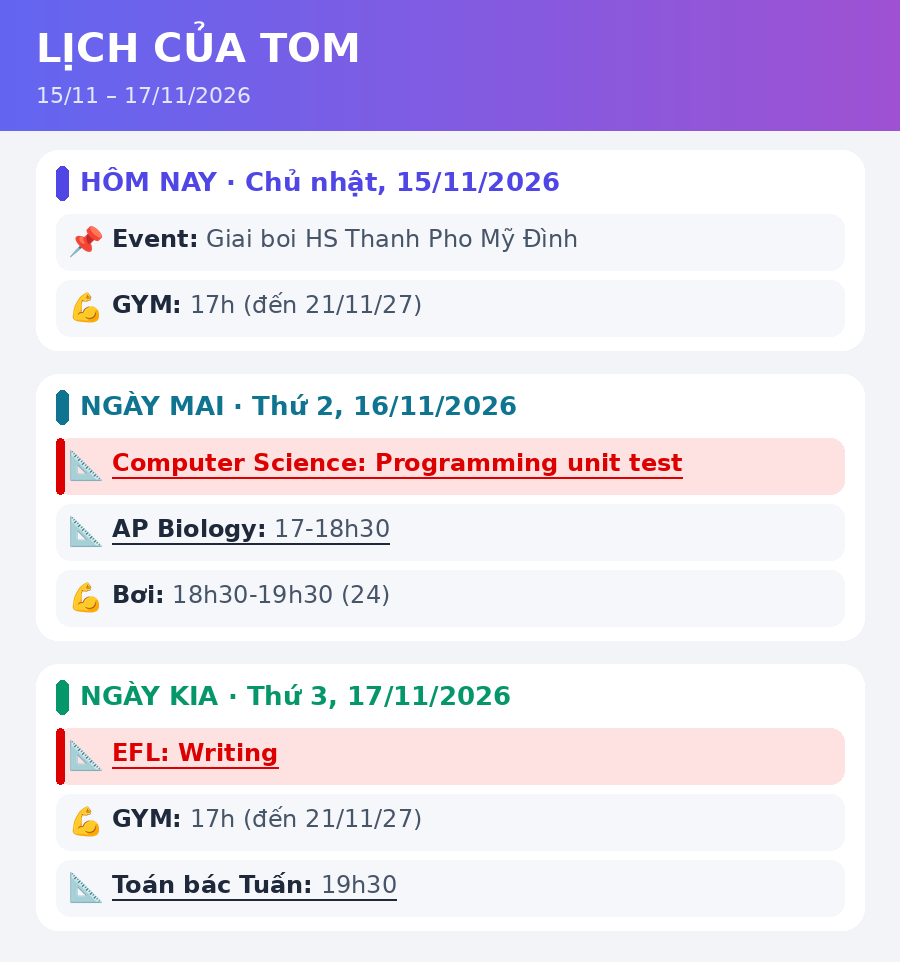 LỊCH CỦA TOM
15/11 – 17/11/2026
HÔM NAY · Chủ nhật, 15/11/2026
Event: Giai boi HS Thanh Pho Mỹ Đình
GYM: 17h (đến 21/11/27)
NGÀY MAI · Thứ 2, 16/11/2026
Computer Science: Programming unit test
AP Biology: 17-18h30
Bơi: 18h30-19h30 (24)
NGÀY KIA · Thứ 3, 17/11/2026
EFL: Writing
GYM: 17h (đến 21/11/27)
Toán bác Tuấn: 19h30